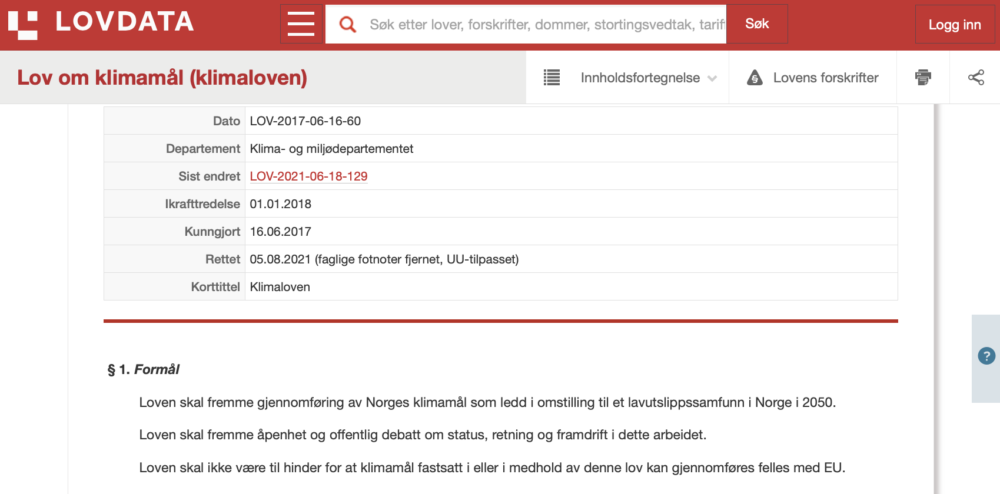 LOVDATA
Søk etter lover, forskrifter, dommer, stortingsvedtak, tarif
Søk
Logg inn
Lov om klimamål (klimaloven)
Innholdsfortegnelse
§
Lovens forskrifter
Dato LOV-2017-06-16-60
Departement Klima- og miljødepartementet
Sist endret LOV-2021-06-18-129
Ikrafttredelse 01.01.2018
Kunngjort 16.06.2017
Rettet 05.08.2021 (faglige fotnoter fjernet, UU-tilpasset)
Korttittel Klimaloven
?
§ 1. Formål
Loven skal fremme gjennomføring av Norges klimamål som ledd i omstilling til et lavutslippssamfunn i Norge i 2050.
Loven skal fremme åpenhet og offentlig debatt om status, retning og framdrift i dette arbeidet.
Loven skal ikke være til hinder for at klimamål fastsatt i eller i medhold av denne lov kan gjennomføres felles med EU.